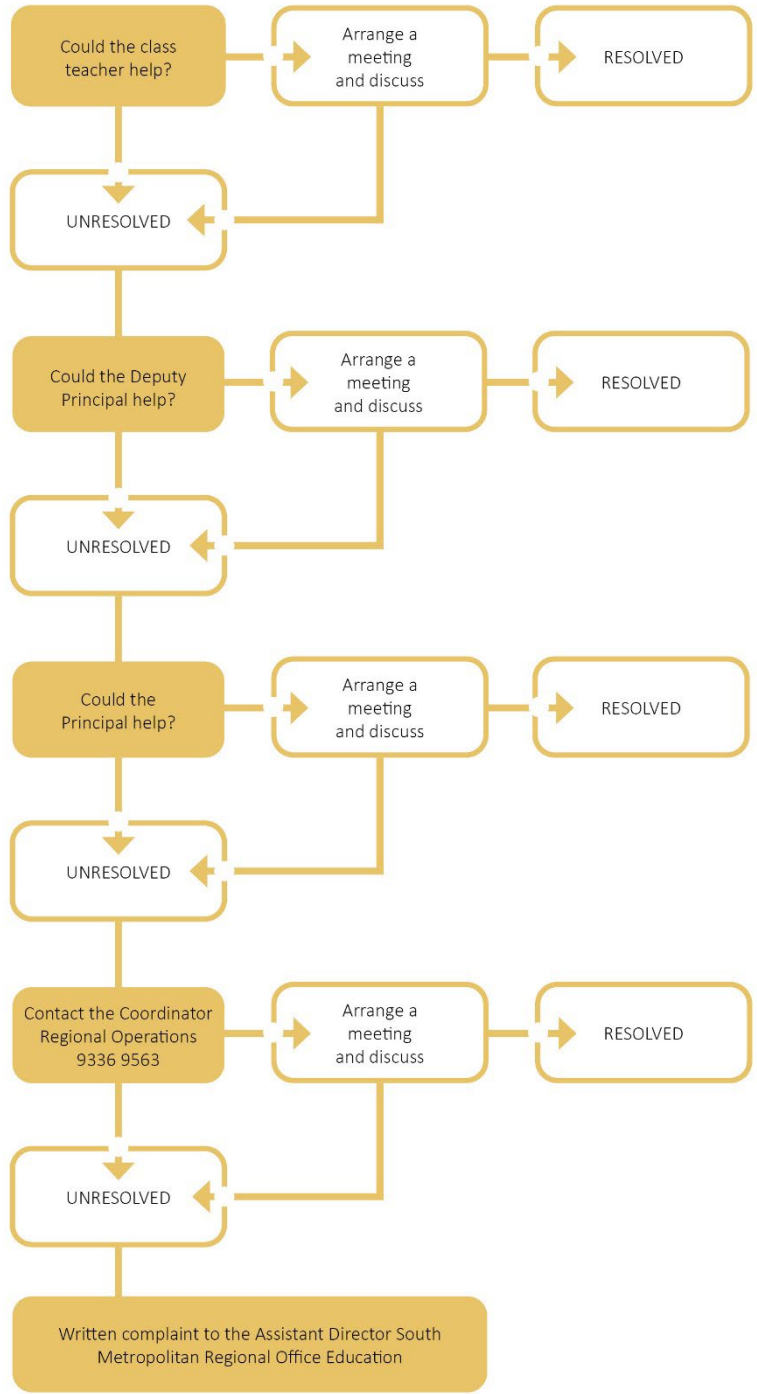 Could the class
teacher help?
Arrange a
meeting
and discuss
RESOLVED
UNRESOLVED
Could the Deputy
Principal help?
Arrange a
meeting
and discuss
RESOLVED
UNRESOLVED
Could the
Principal help?
Arrange a
meeting
and discuss
RESOLVED
UNRESOLVED
Contact the Coordinator
Regional Operations
9336 9563
Arrange a
meeting
and discuss
RESOLVED
UNRESOLVED
Written complaint to the Assistant Director South
Metropolitan Regional Office Education